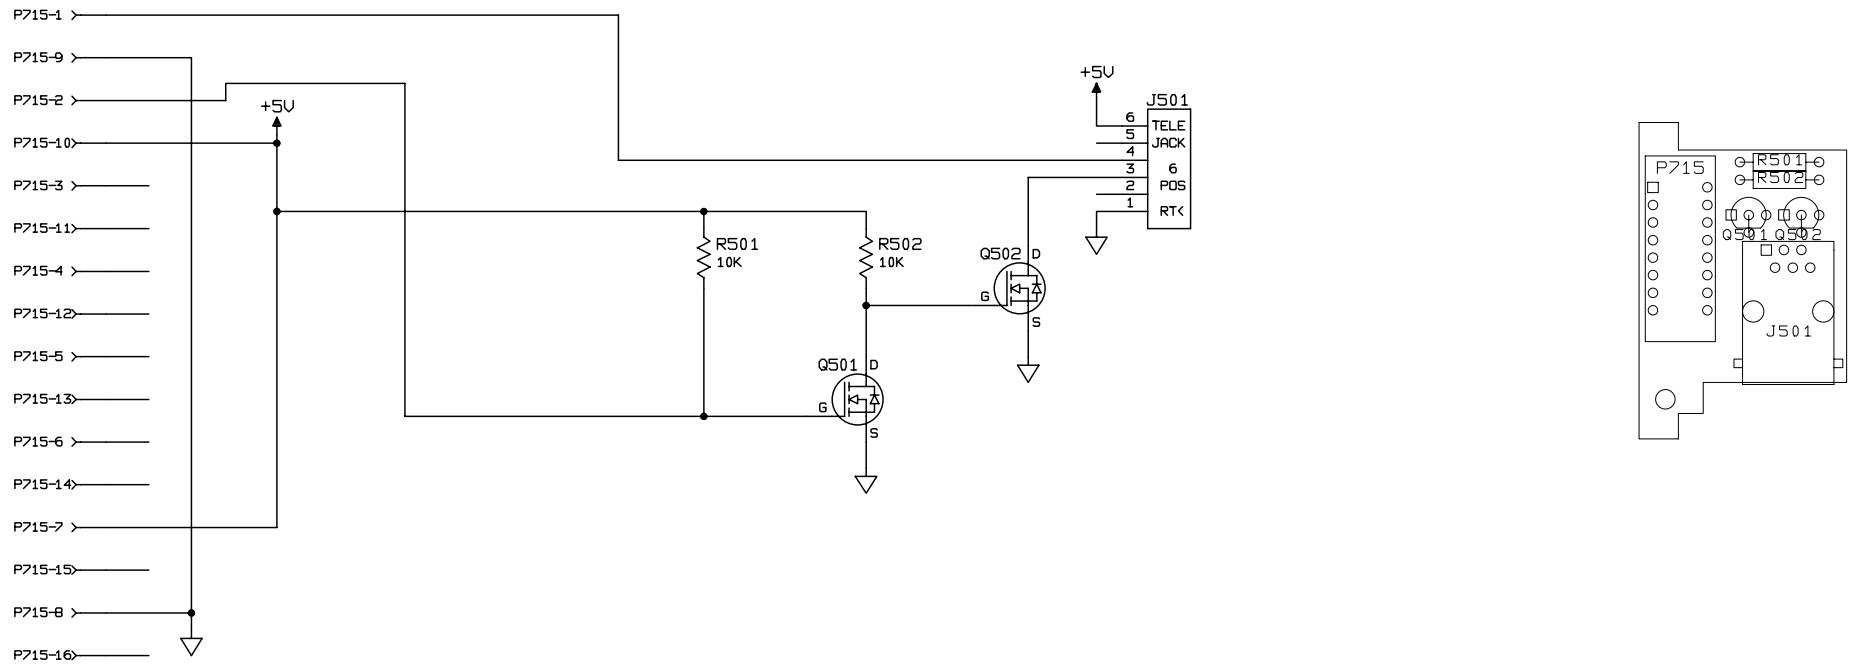 P715-1
P715-9
P715-2
P715-10
P715-3
P715-11
P715-4
P715-12
P715-5
P715-13
P715-6
P715-14
P715-7
P715-15
P715-8
P715-16
+5V
R501
10K
R502
10K
Q501
D
G
S
Q502
D
G
S
+5V
J501
6 TELE
5 JACK
4
3 6
2 POS
1 RT<
P715
R501
R502
Q501 Q502
J501